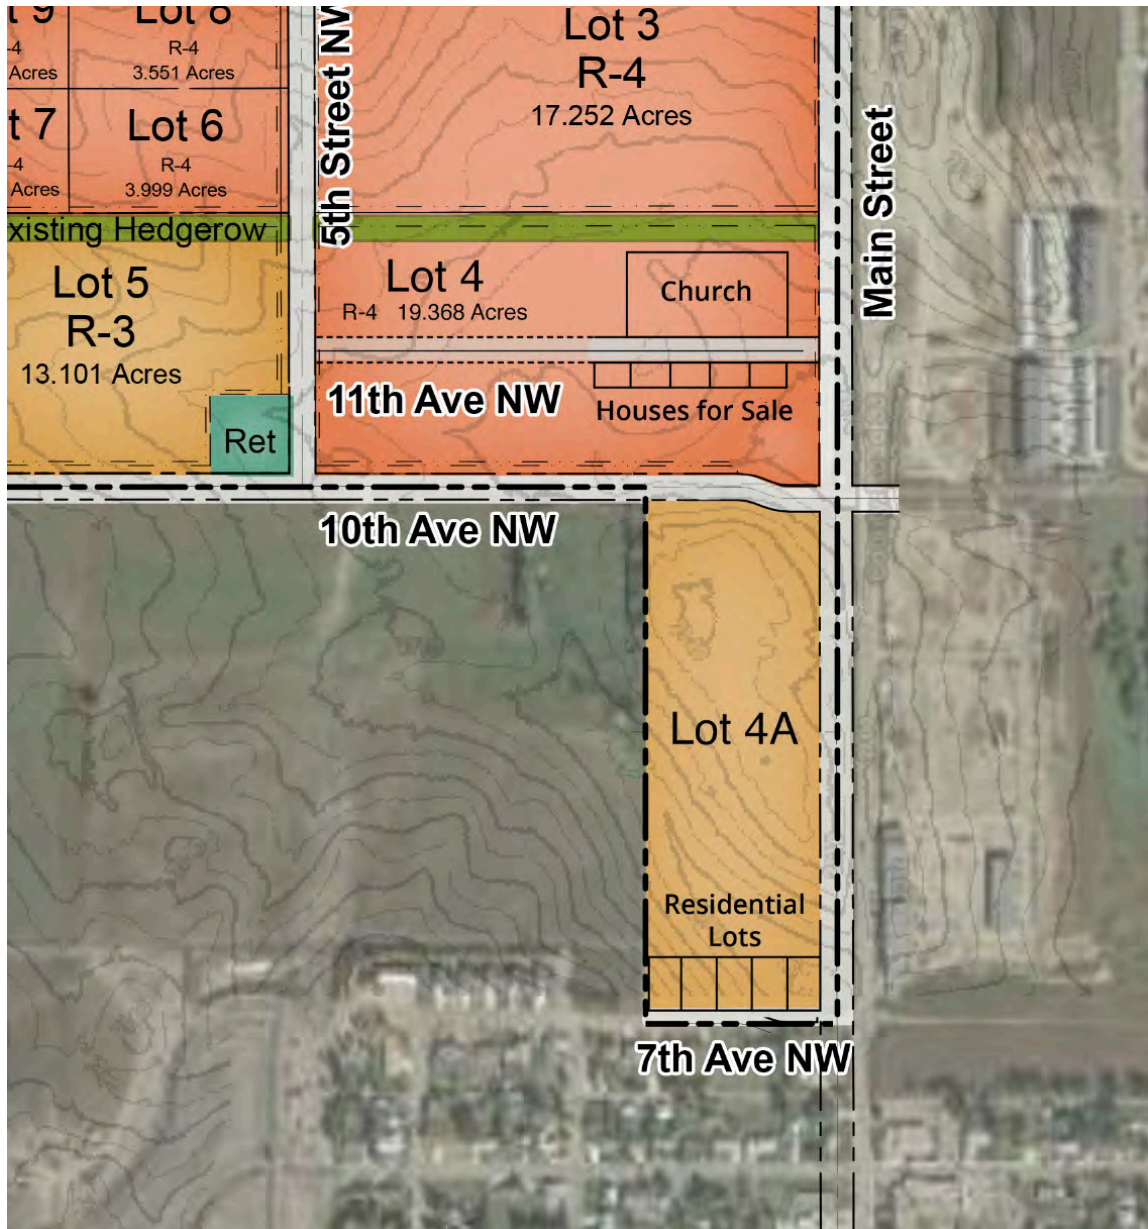 Lot 8
R-4
3.551 Acres
-4
Acres
t 7
-4
Acres
Lot 6
R-4
3.999 Acres
5th Street NW
Lot 3
R-4
17.252 Acres
Main Street
xisting Hedgerow
Lot 5
R-3
13.101 Acres
Ret
Lot 4
R-4 19.368 Acres
Church
11th Ave NW
Houses for Sale
10th Ave NW
Lot 4A
Residential
Lots
7th Ave NW